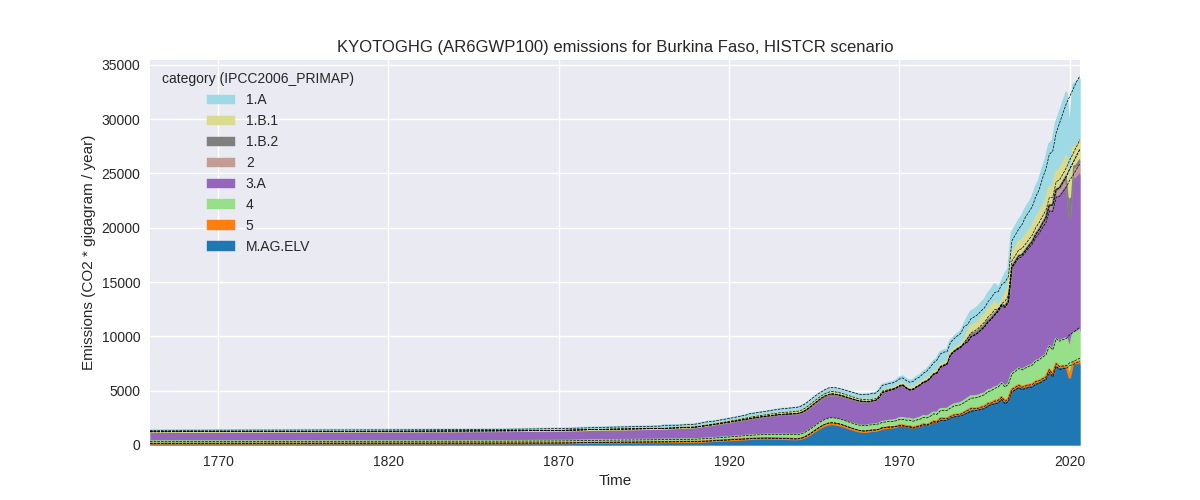 KYOTOGHG (AR6GWP100) emissions for Burkina Faso, HISTCR scenario
Emissions (CO2 * gigagram / year)
35000
30000
25000
20000
15000
10000
5000
0
category (IPCC2006_PRIMAP)
1.A
1.B.1
1.B.2
2
3.A
4
5
M.AG.ELV
1770
1820
1870
1920
1970
2020
Time